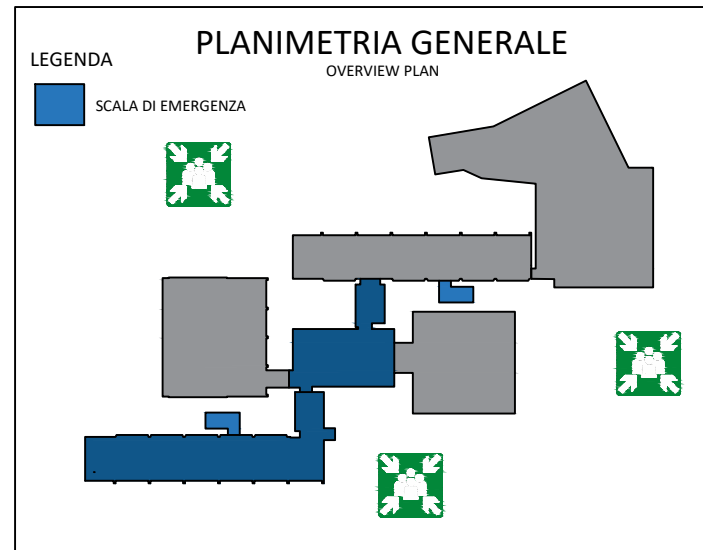 PLANIMETRIA GENERALE
OVERVIEW PLAN
LEGENDA
SCALA DI EMERGENZA